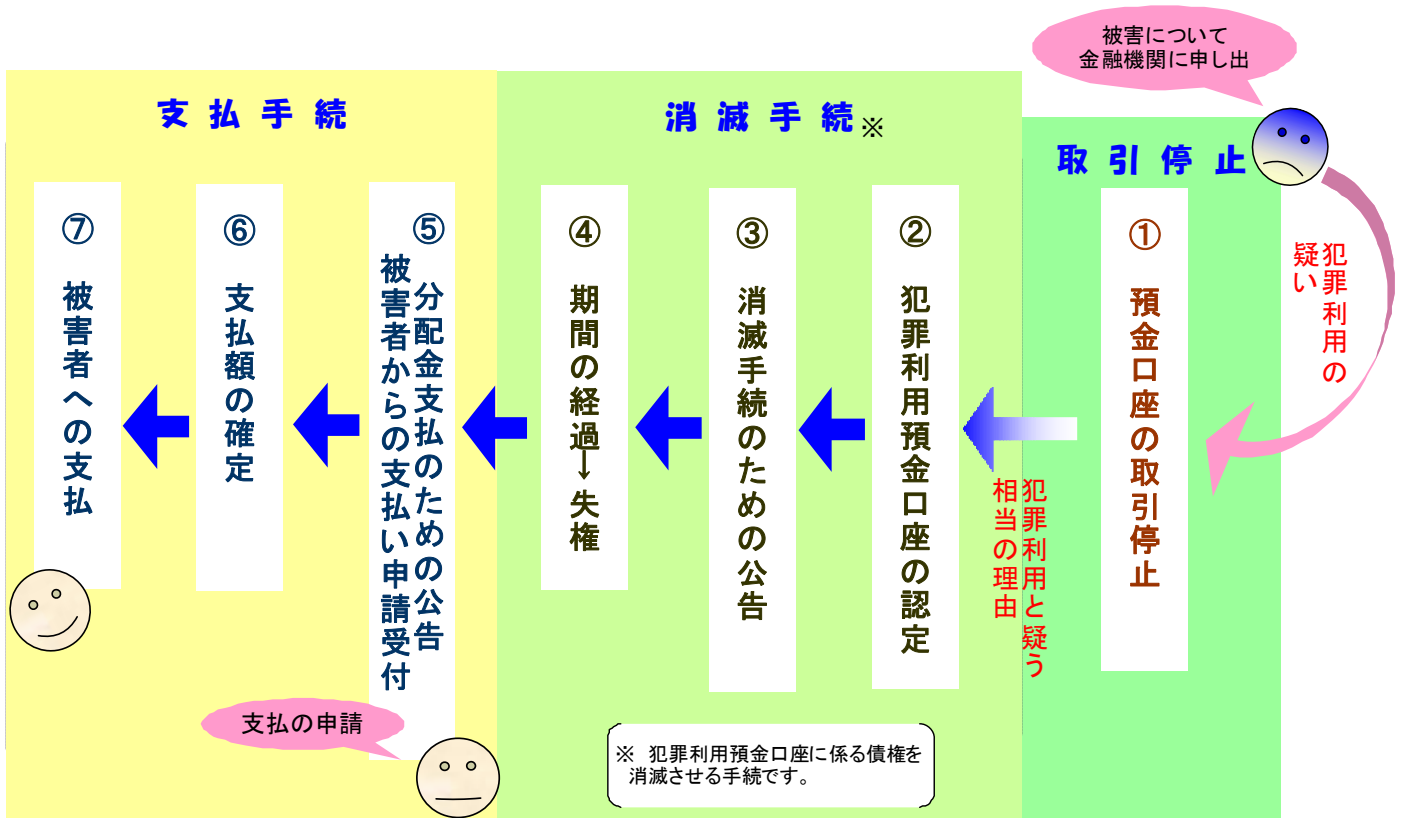 被害について
金融機関に申し出
取引停止
犯罪利用の
疑い
①　預金口座の取引停止
犯罪利用と疑う
相当の理由
消滅手続※
②　犯罪利用預金口座の認定
③　消滅手続のための公告
④　期間の経過→失権
※　犯罪利用預金口座に係る債権を
消滅させる手続です。
支払手続
⑤　分配金支払のための公告
被害者からの支払い申請受付
支払の申請
⑥　支払額の確定
⑦　被害者への支払